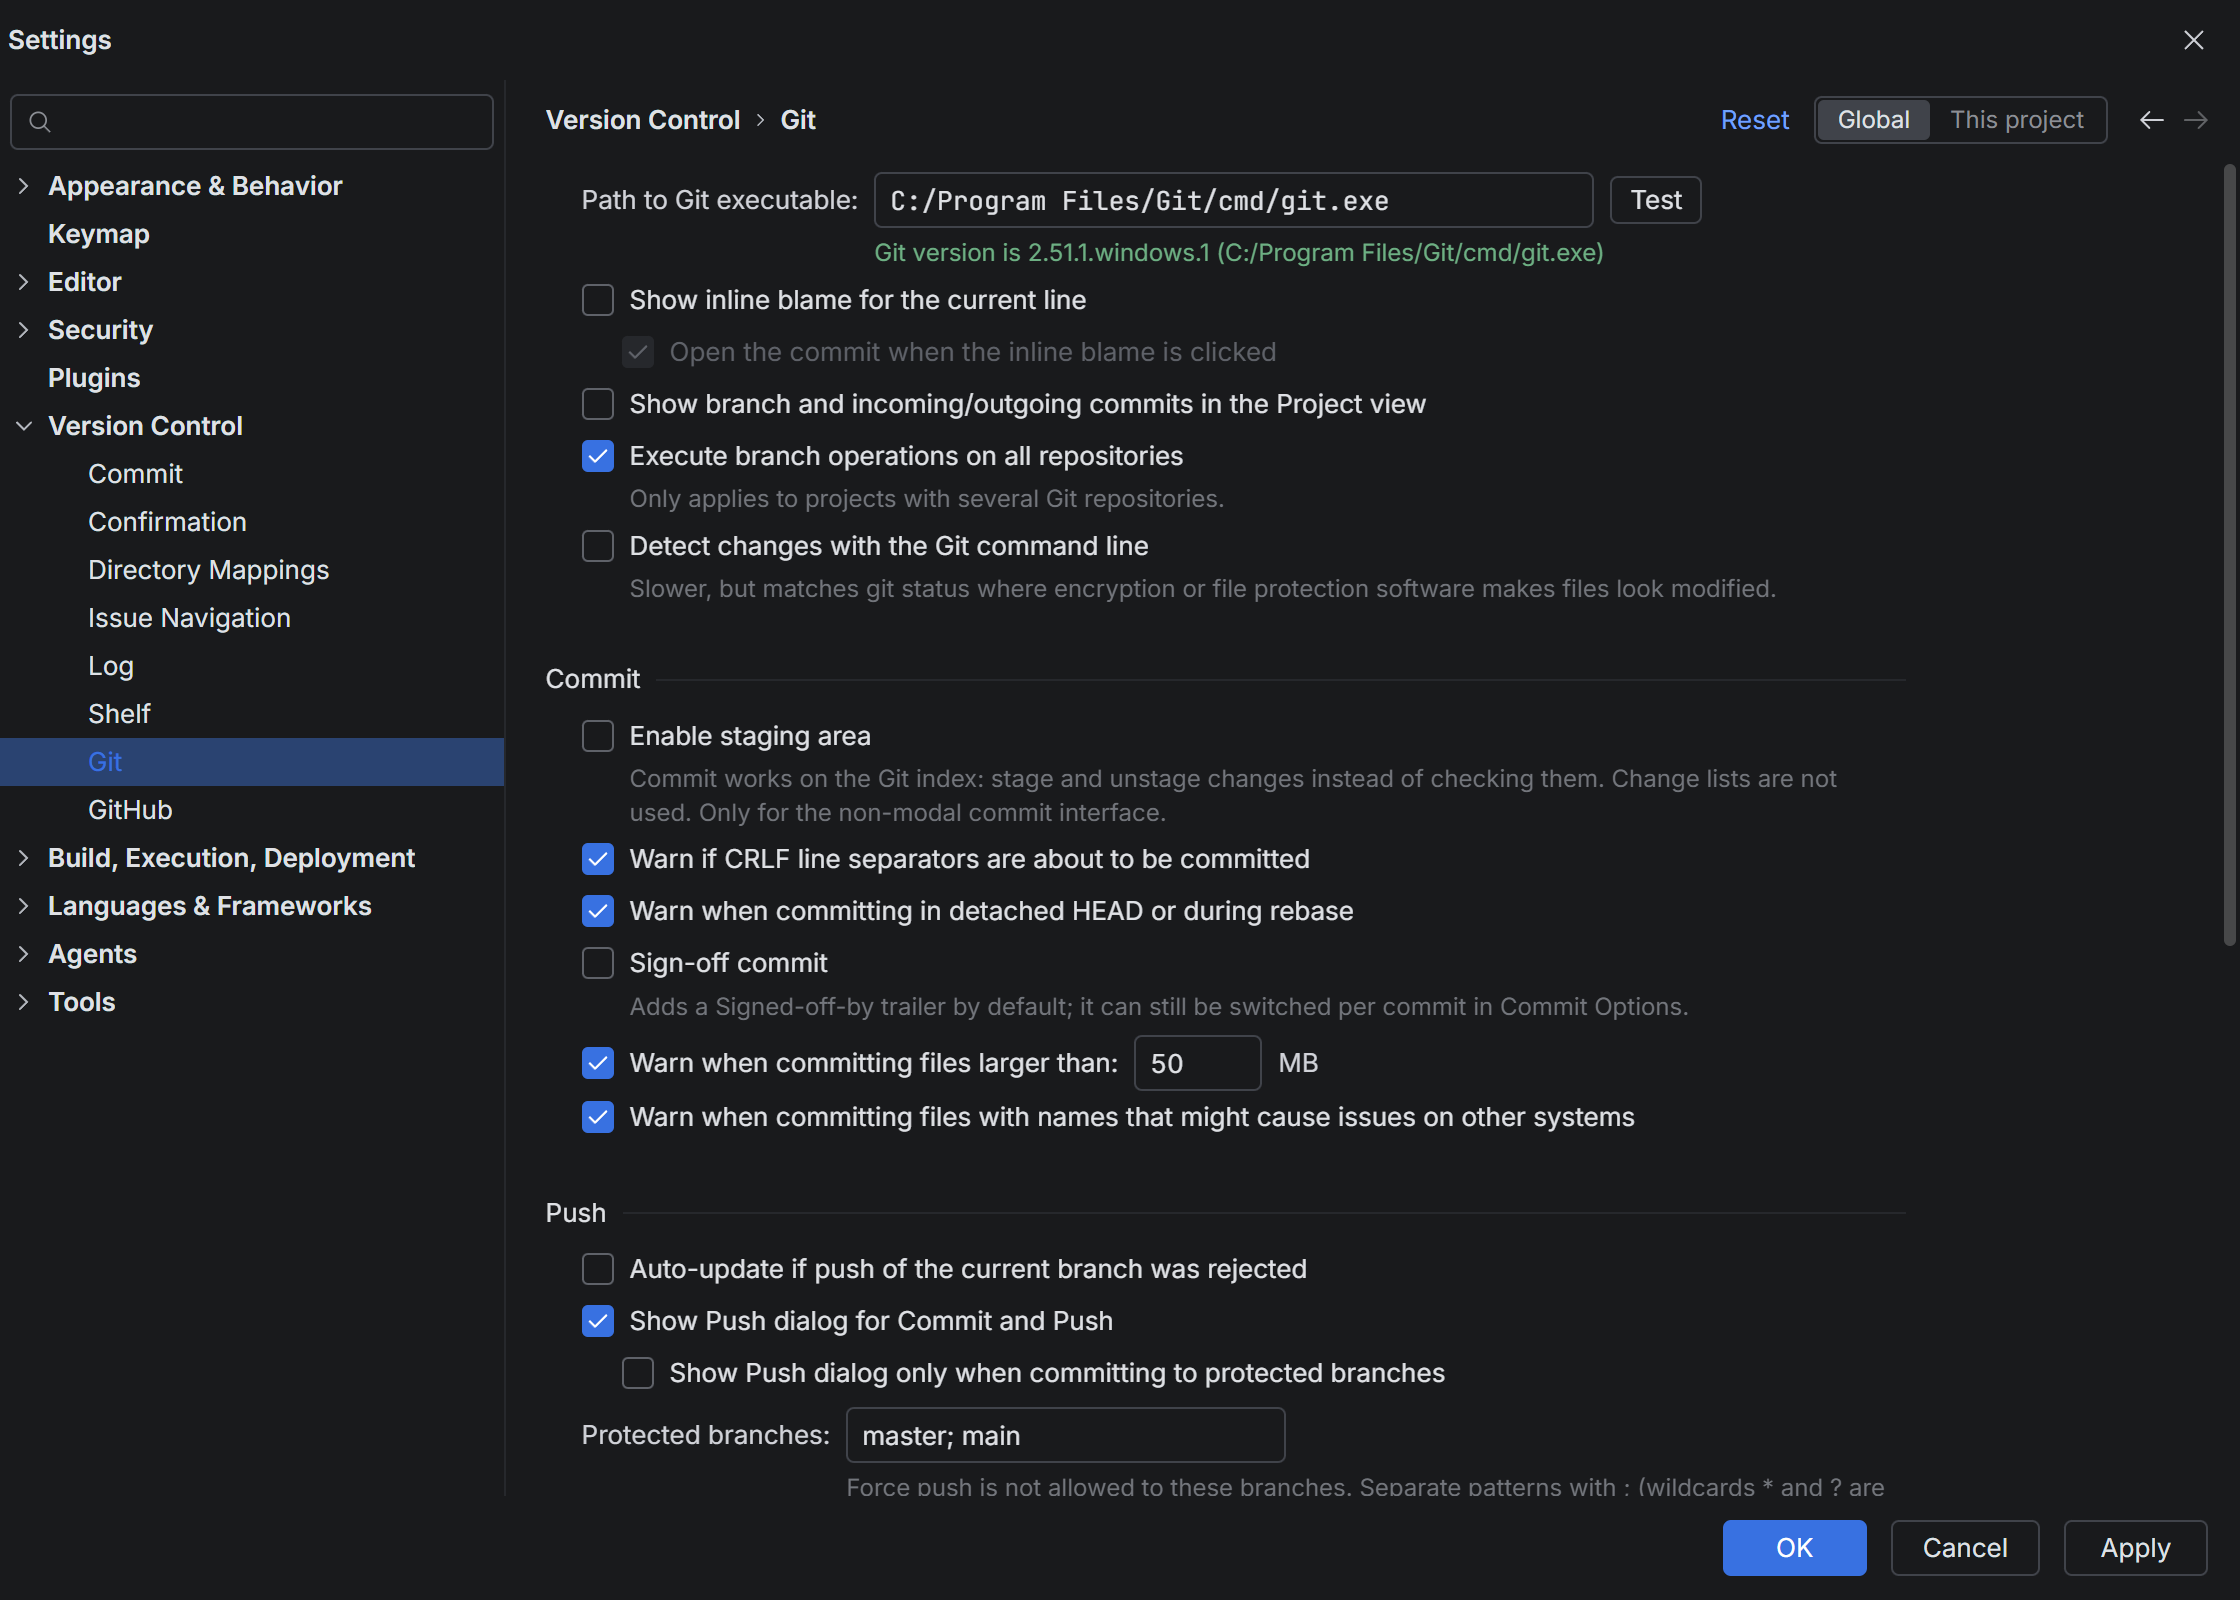 Settings
Appearance & Behavior
Keymap
Editor
Security
Plugins
Version Control
Commit
Confirmation
Directory Mappings
Issue Navigation
Log
Shelf
Git
GitHub
Build, Execution, Deployment
Languages & Frameworks
Agents
Tools
Version Control › Git
Reset
Global
This project
Path to Git executable: C:/Program Files/Git/cmd/git.exe Test
Git version is 2.51.1.windows.1 (C:/Program Files/Git/cmd/git.exe)
Show inline blame for the current line
Open the commit when the inline blame is clicked
Show branch and incoming/outgoing commits in the Project view
Execute branch operations on all repositories
Only applies to projects with several Git repositories.
Detect changes with the Git command line
Slower, but matches git status where encryption or file protection software makes files look modified.
Commit
Enable staging area
Commit works on the Git index: stage and unstage changes instead of checking them. Change lists are not
used. Only for the non-modal commit interface.
Warn if CRLF line separators are about to be committed
Warn when committing in detached HEAD or during rebase
Sign-off commit
Adds a Signed-off-by trailer by default; it can still be switched per commit in Commit Options.
Warn when committing files larger than: 50 MB
Warn when committing files with names that might cause issues on other systems
Push
Auto-update if push of the current branch was rejected
Show Push dialog for Commit and Push
Show Push dialog only when committing to protected branches
Protected branches: master; main
Force push is not allowed to these branches. Separate patterns with ; (wildcards * and ? are
OK
Cancel
Apply